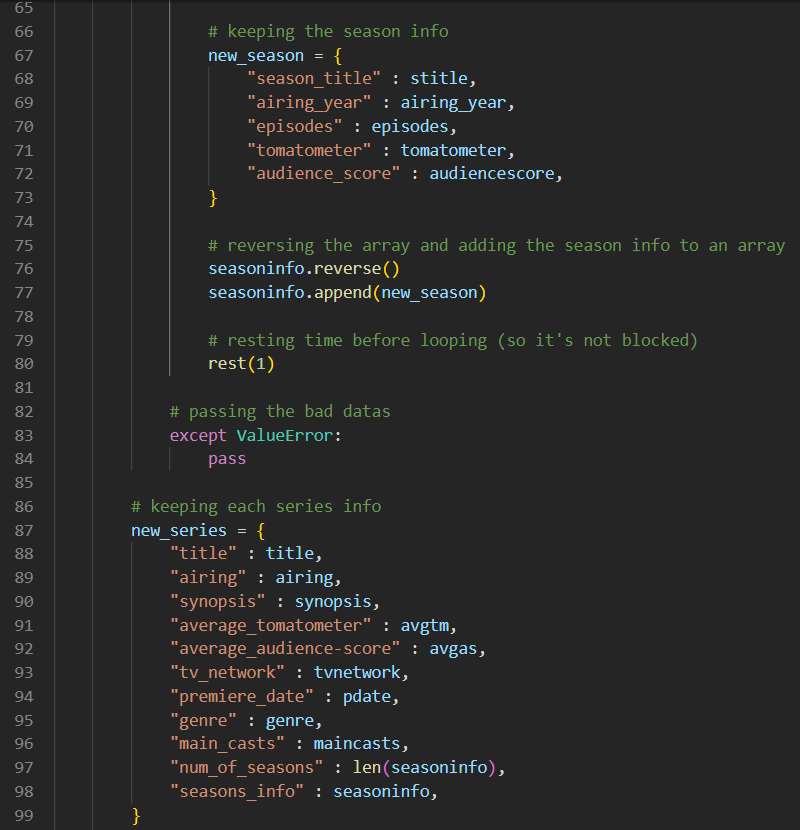 65
66 # keeping the season info
67 new_season = {
68 "season_title" : stitle,
69 "airing_year" : airing_year,
70 "episodes" : episodes,
71 "tomatometer" : tomatometer,
72 "audience_score" : audiencescore,
73 }
74
75 # reversing the array and adding the season info to an array
76 seasoninfo.reverse()
77 seasoninfo.append(new_season)
78
79 # resting time before looping (so it's not blocked)
80 rest(1)
81
82 # passing the bad datas
83 except ValueError:
84 pass
85
86 # keeping each series info
87 new_series = {
88 "title" : title,
89 "airing" : airing,
90 "synopsis" : synopsis,
91 "average_tomatometer" : avgtm,
92 "average_audience-score" : avgas,
93 "tv_network" : tvnetwork,
94 "premiere_date" : pdate,
95 "genre" : genre,
96 "main_casts" : maincasts,
97 "num_of_seasons" : len(seasoninfo),
98 "seasons_info" : seasoninfo,
99 }